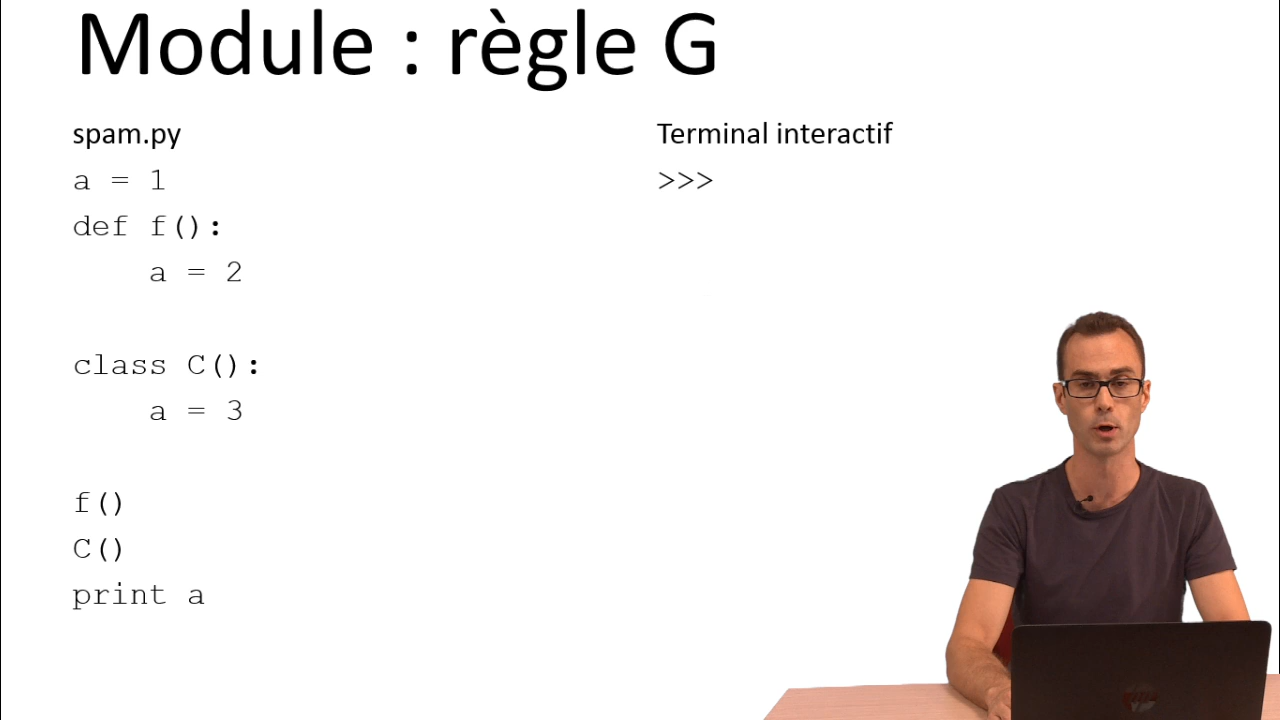 Module : règle G
spam.py
a = 1
def f():
    a = 2
class C():
    a = 3
f()
C()
print a
Terminal interactif
>>>